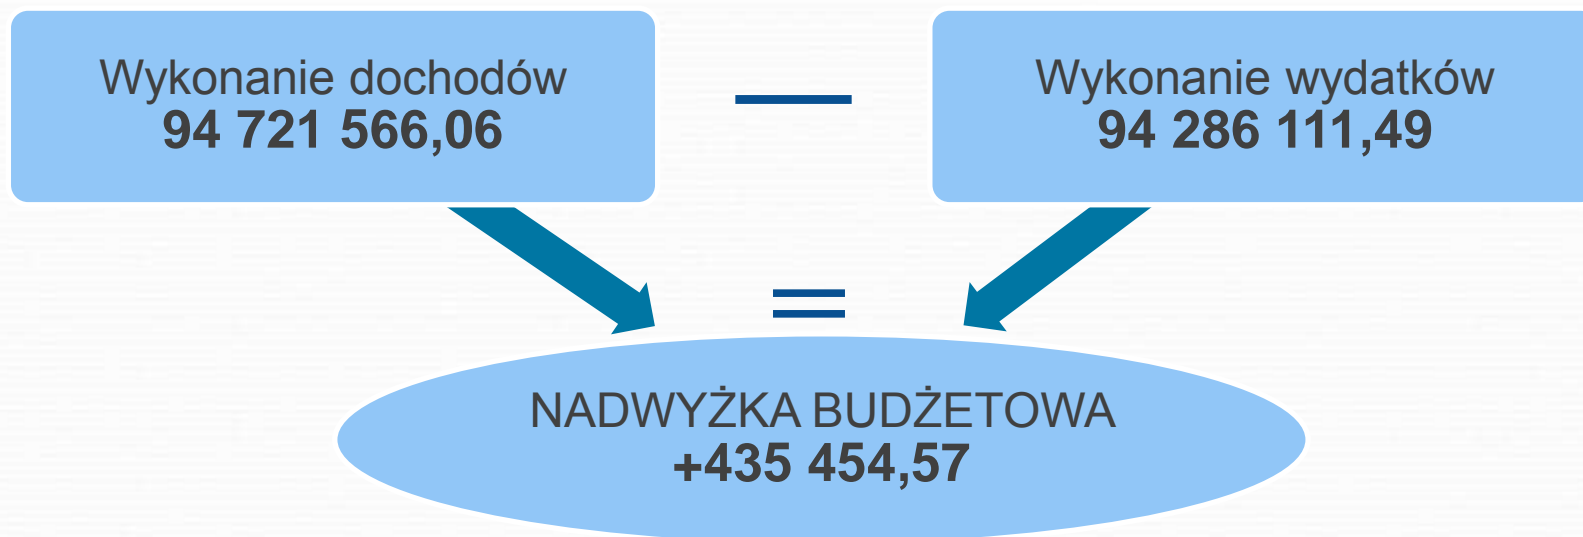 Wykonanie dochodów
94 721 566,06
—
Wykonanie wydatków
94 286 111,49
=
NADWYŻKA BUDŻETOWA
+435 454,57